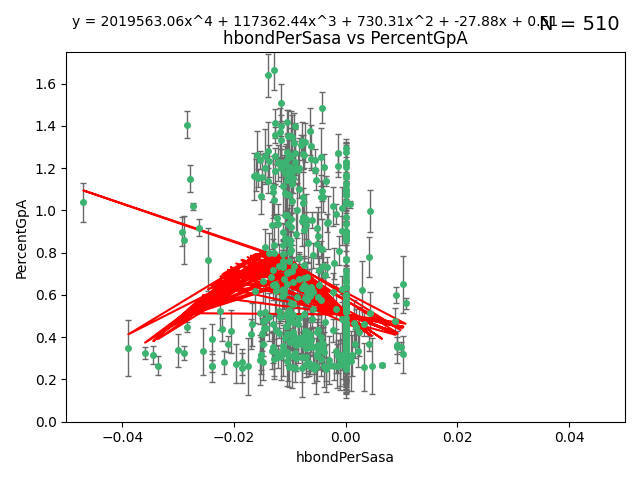 y = 2019563.06x^4 + 117362.44x^3 + 730.31x^2 + -27.88x + 0.51
N = 510
hbondPerSasa vs PercentGpA
1.6
1.4
1.2
1.0
0.8
0.6
0.4
0.2
0.0
PercentGpA
−0.04 −0.02 0.00 0.02 0.04
hbondPerSasa